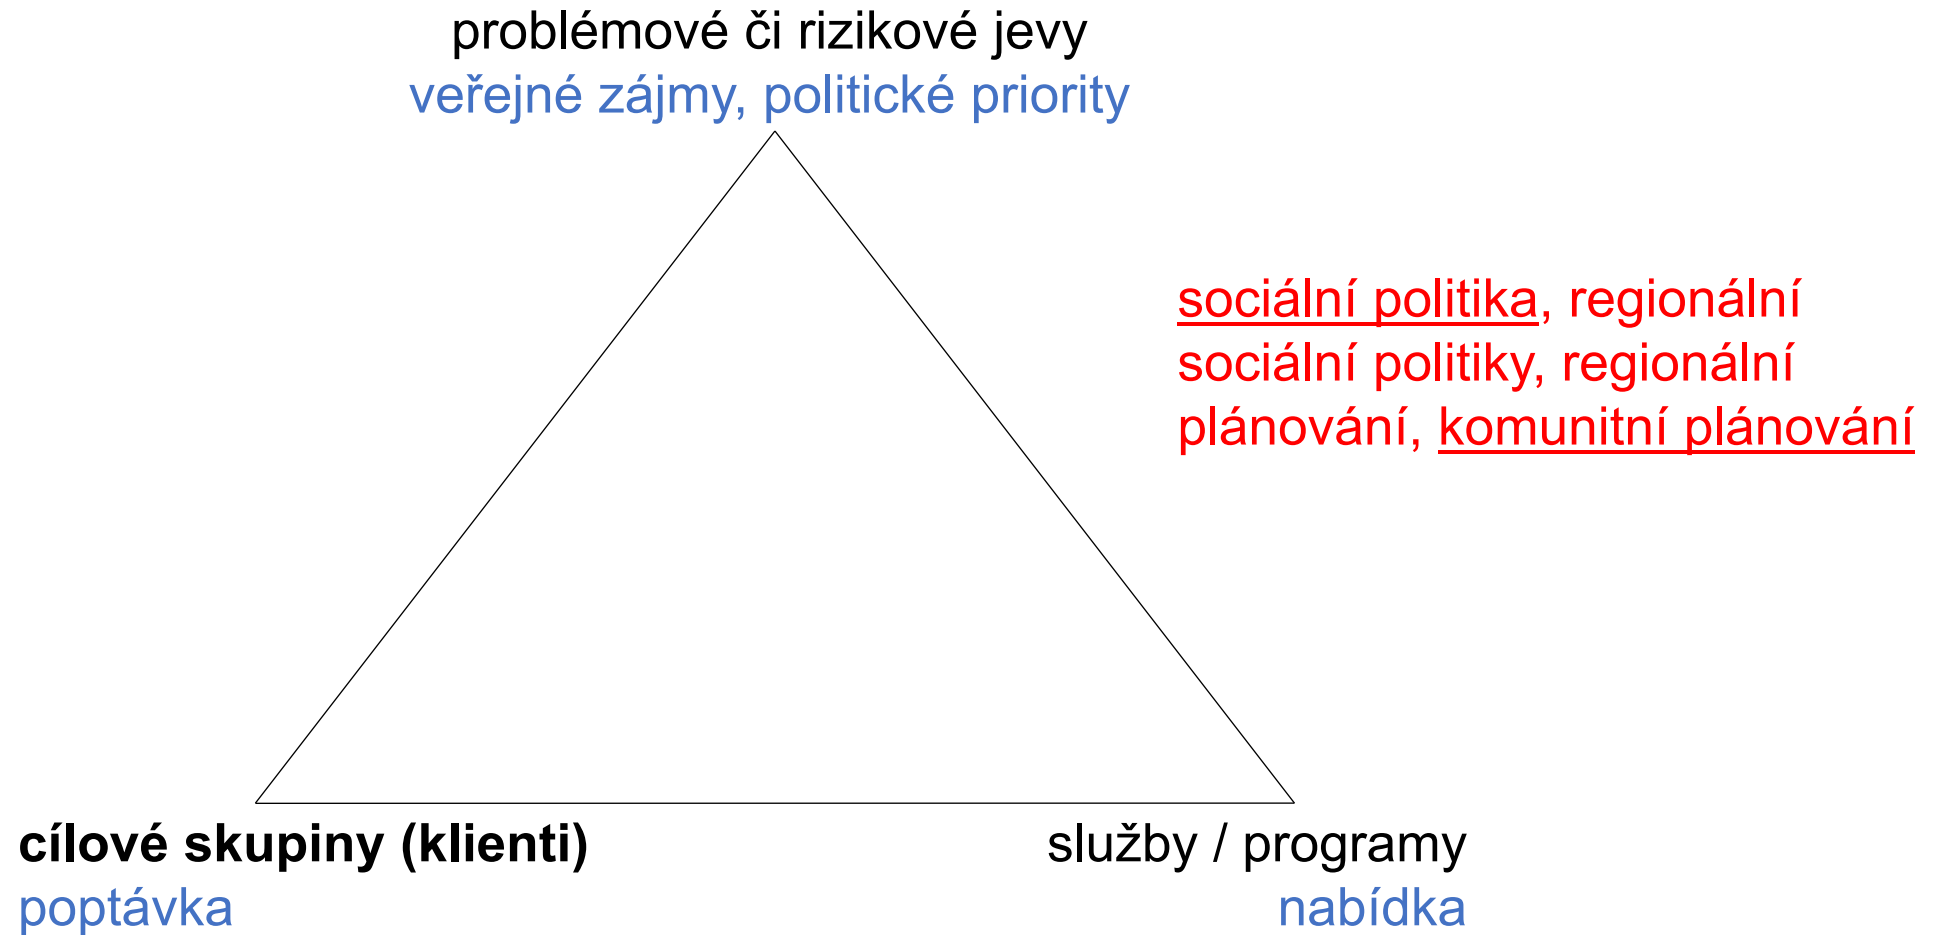 problémové či rizikové jevy
veřejné zájmy, politické priority
sociální politika, regionální
sociální politiky, regionální
plánování, komunitní plánování
cílové skupiny (klienti)
poptávka
služby / programy
nabídka